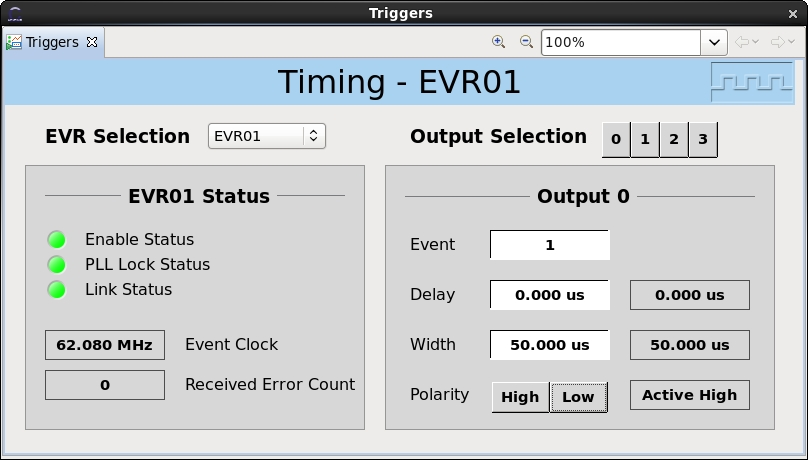 Triggers
Triggers
100%
Timing - EVR01
EVR Selection EVR01
Output Selection 0 1 2 3
EVR01 Status
Enable Status
PLL Lock Status
Link Status
62.080 MHz Event Clock
0 Received Error Count
Output 0
Event 1
Delay 0.000 us 0.000 us
Width 50.000 us 50.000 us
Polarity High Low Active High